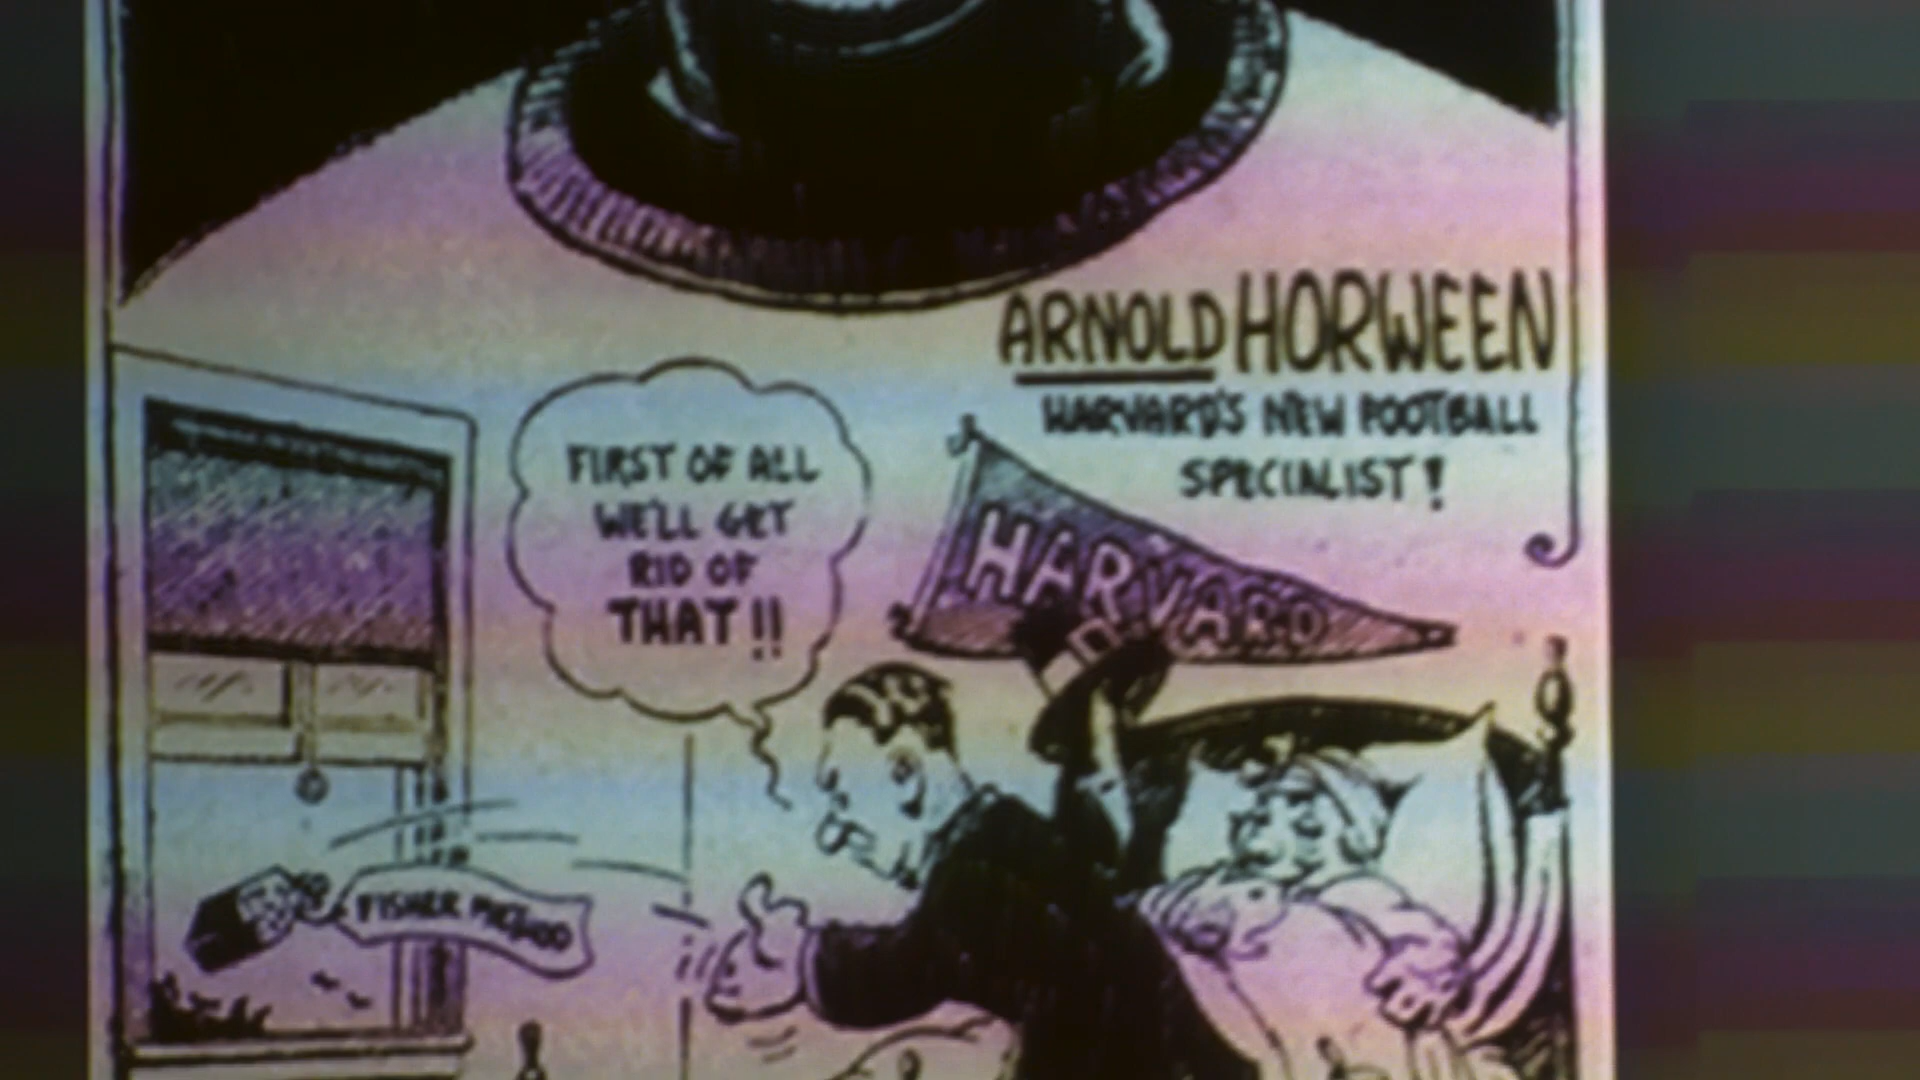 ARNOLD HORWEEN
HARVARD'S NEW FOOTBALL
SPECIALIST!
FIRST OF ALL
WE'LL GET
RID OF
THAT!!
HARVARD
FISHER METHOD